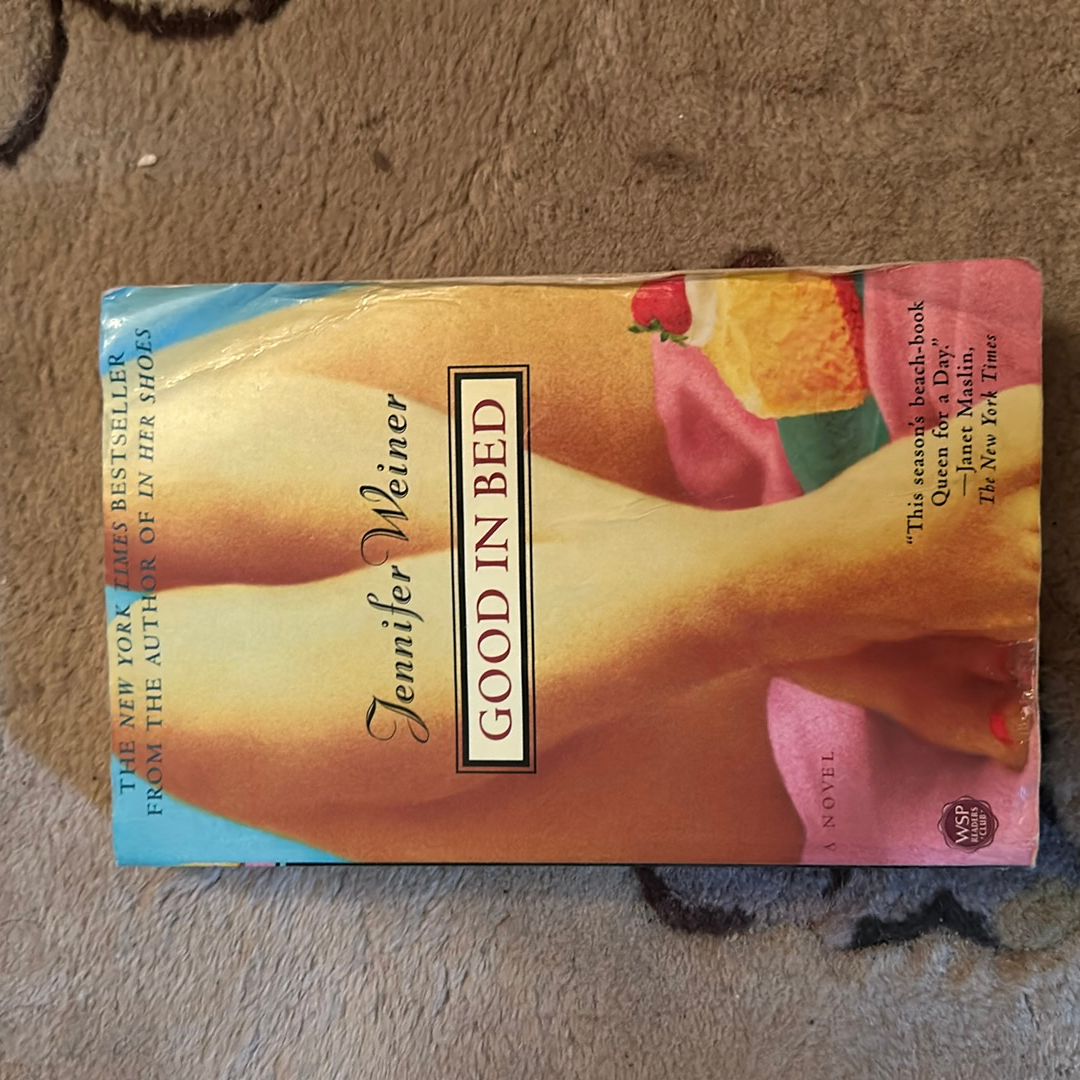 THE NEW YORK TIMES BESTSELLER
FROM THE AUTHOR OF IN HER SHOES
Jennifer Weiner
GOOD IN BED
A NOVEL
"This season's beach-book
Queen for a Day."
—Janet Maslin,
The New York Times
WSP
READERS
CLUB